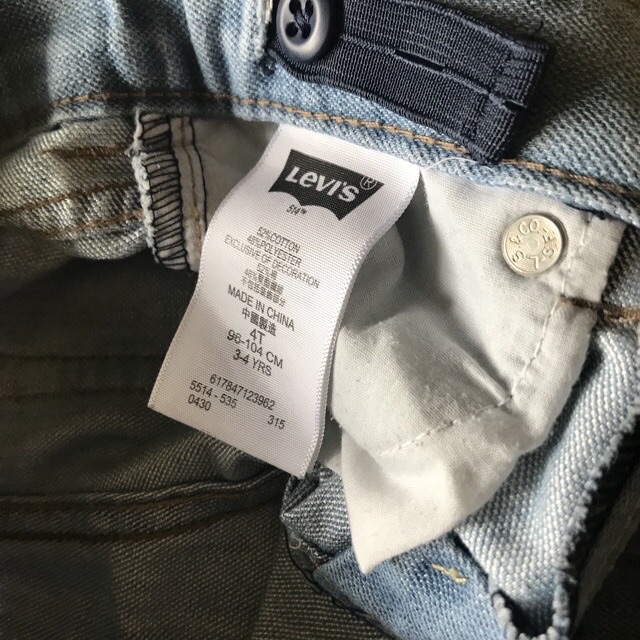 LEVI'S®
514™
52%COTTON
48%POLYESTER
EXCLUSIVE OF DECORATION
MADE IN CHINA
中國製造
4T
96-104 CM
3-4 YRS
617847123962
5514 - 535 315
0430